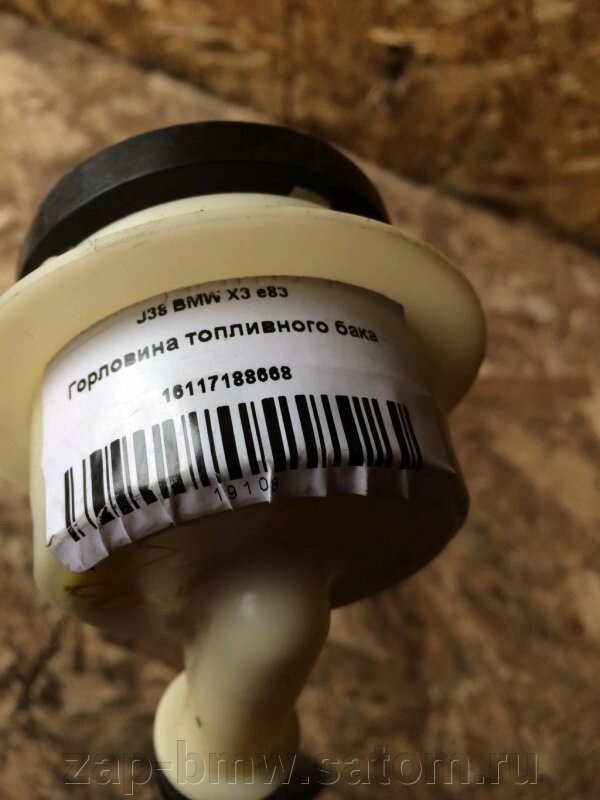 J38 BMW X3 e83
Горловина топливного бака
16117188668
19108
zap-bmw.satom.ru